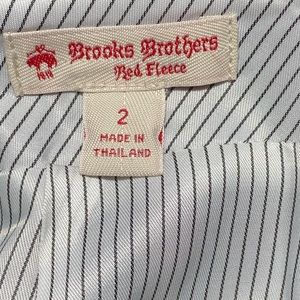 Brooks Brothers
Red Fleece
2
MADE IN
THAILAND